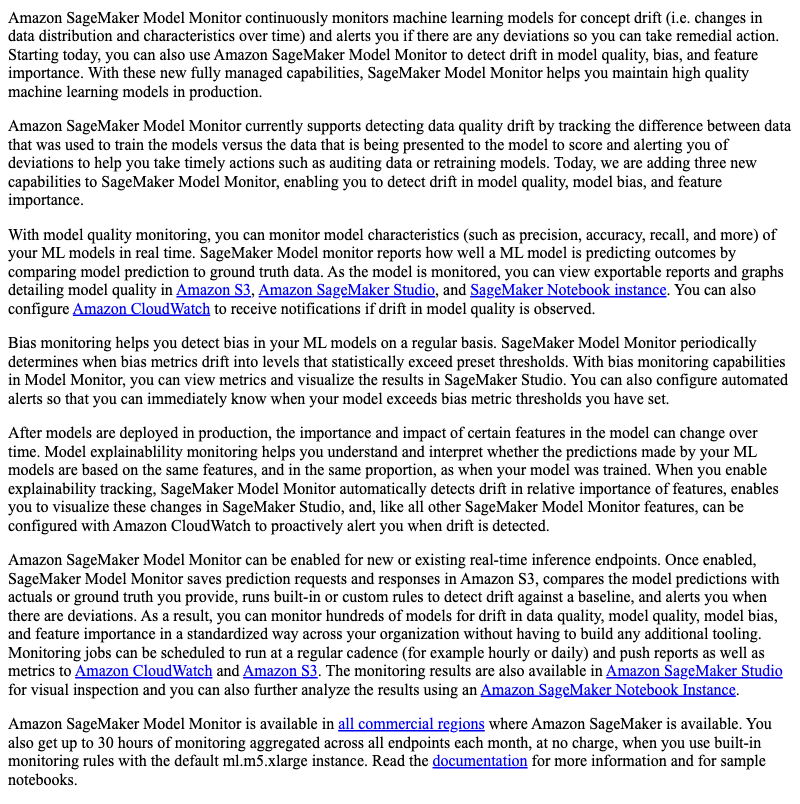 Amazon SageMaker Model Monitor continuously monitors machine learning models for concept drift (i.e. changes in
data distribution and characteristics over time) and alerts you if there are any deviations so you can take remedial action.
Starting today, you can also use Amazon SageMaker Model Monitor to detect drift in model quality, bias, and feature
importance. With these new fully managed capabilities, SageMaker Model Monitor helps you maintain high quality
machine learning models in production.
Amazon SageMaker Model Monitor currently supports detecting data quality drift by tracking the difference between data
that was used to train the models versus the data that is being presented to the model to score and alerting you of
deviations to help you take timely actions such as auditing data or retraining models. Today, we are adding three new
capabilities to SageMaker Model Monitor, enabling you to detect drift in model quality, model bias, and feature
importance.
With model quality monitoring, you can monitor model characteristics (such as precision, accuracy, recall, and more) of
your ML models in real time. SageMaker Model monitor reports how well a ML model is predicting outcomes by
comparing model prediction to ground truth data. As the model is monitored, you can view exportable reports and graphs
detailing model quality in Amazon S3, Amazon SageMaker Studio, and SageMaker Notebook instance. You can also
configure Amazon CloudWatch to receive notifications if drift in model quality is observed.
Bias monitoring helps you detect bias in your ML models on a regular basis. SageMaker Model Monitor periodically
determines when bias metrics drift into levels that statistically exceed preset thresholds. With bias monitoring capabilities
in Model Monitor, you can view metrics and visualize the results in SageMaker Studio. You can also configure automated
alerts so that you can immediately know when your model exceeds bias metric thresholds you have set.
After models are deployed in production, the importance and impact of certain features in the model can change over
time. Model explainablility monitoring helps you understand and interpret whether the predictions made by your ML
models are based on the same features, and in the same proportion, as when your model was trained. When you enable
explainability tracking, SageMaker Model Monitor automatically detects drift in relative importance of features, enables
you to visualize these changes in SageMaker Studio, and, like all other SageMaker Model Monitor features, can be
configured with Amazon CloudWatch to proactively alert you when drift is detected.
Amazon SageMaker Model Monitor can be enabled for new or existing real-time inference endpoints. Once enabled,
SageMaker Model Monitor saves prediction requests and responses in Amazon S3, compares the model predictions with
actuals or ground truth you provide, runs built-in or custom rules to detect drift against a baseline, and alerts you when
there are deviations. As a result, you can monitor hundreds of models for drift in data quality, model quality, model bias,
and feature importance in a standardized way across your organization without having to build any additional tooling.
Monitoring jobs can be scheduled to run at a regular cadence (for example hourly or daily) and push reports as well as
metrics to Amazon CloudWatch and Amazon S3. The monitoring results are also available in Amazon SageMaker Studio
for visual inspection and you can also further analyze the results using an Amazon SageMaker Notebook Instance.
Amazon SageMaker Model Monitor is available in all commercial regions where Amazon SageMaker is available. You
also get up to 30 hours of monitoring aggregated across all endpoints each month, at no charge, when you use built-in
monitoring rules with the default ml.m5.xlarge instance. Read the documentation for more information and for sample
notebooks.